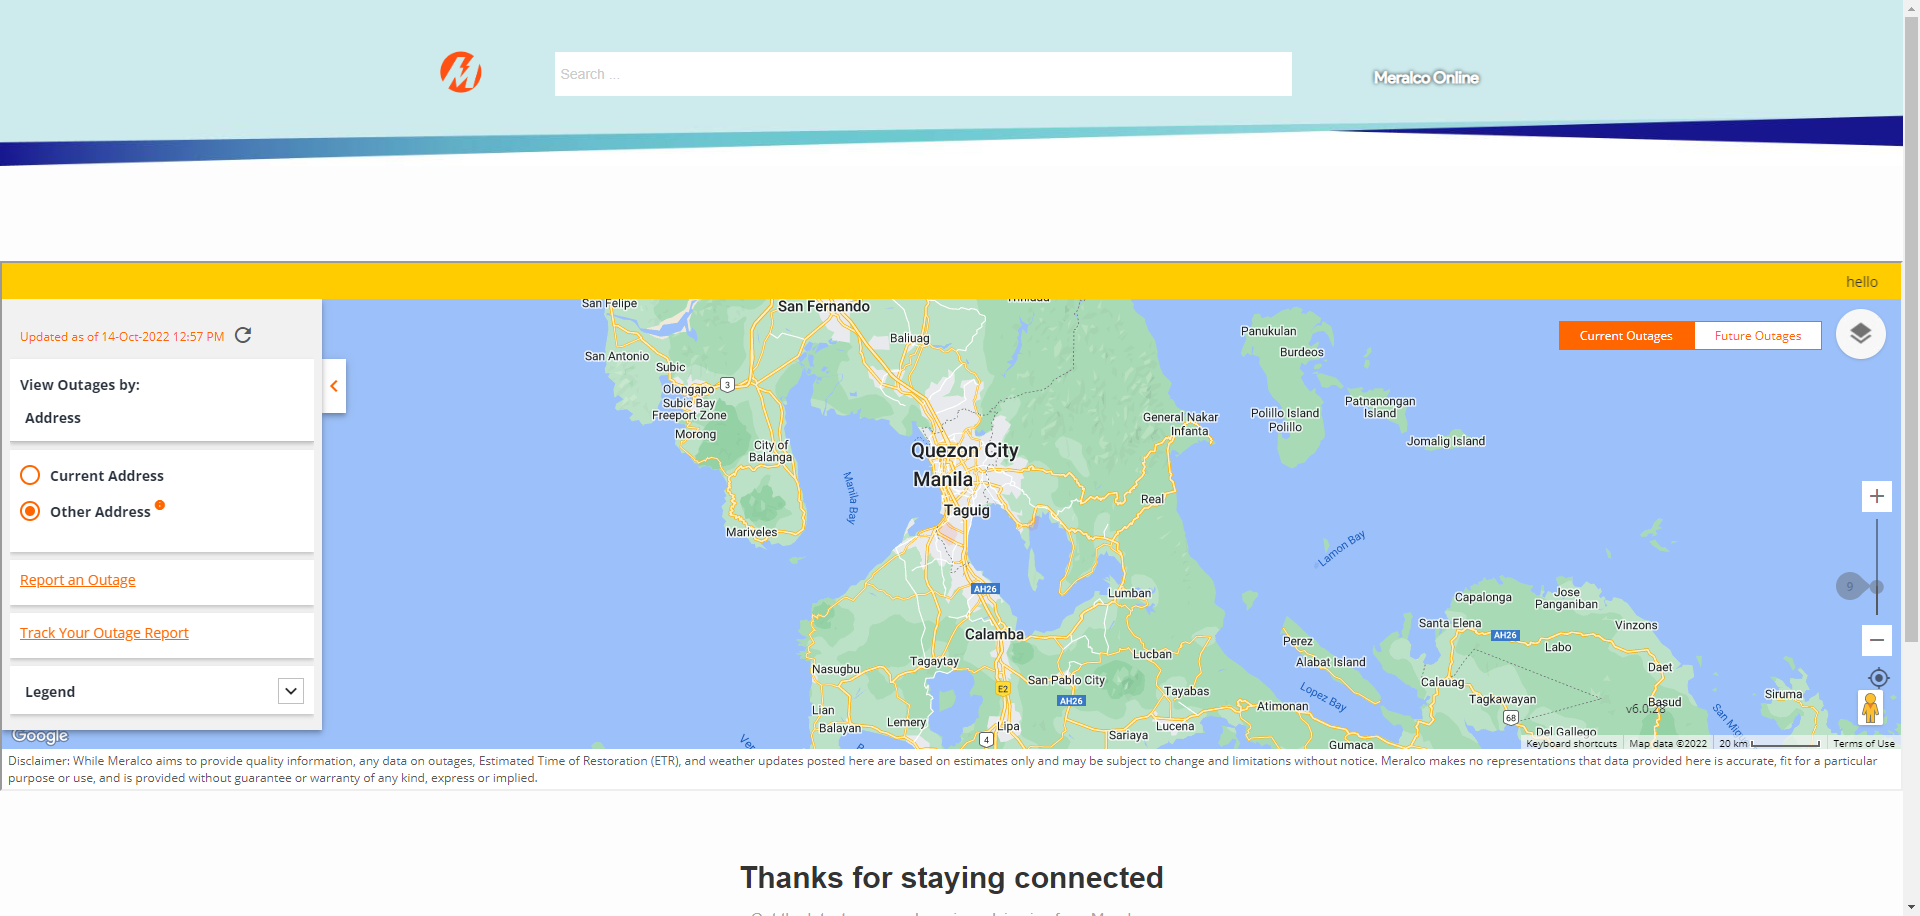 Search ...
Meralco Online
hello
Updated as of 14-Oct-2022 12:57 PM
View Outages by:
Address
Current Address
Other Address
Report an Outage
Track Your Outage Report
Legend
Current Outages
Future Outages
San Felipe
San Fernando
San Antonio
Baliuag
Subic
3
Olongapo
Subic Bay
Freeport Zone
Morong
City of
Balanga
Mariveles
Manila Bay
Quezon City
Manila
Taguig
Panukulan
Burdeos
General Nakar
Infanta
Polillo Island
Polillo
Patnanongan
Island
Jomalig Island
Real
Lamon Bay
9
AH26
Lumban
Calamba
Capalonga
Jose
Panganiban
Santa Elena
AH26
Vinzons
Labo
Perez
Alabat Island
Lucban
Tagaytay
Nasugbu
San Pablo City
E2
AH26
Tayabas
Calauag
Daet
Tagkawayan
Basud
Siruma
Lopez Bay
Atimonan
68
v6.0.28
Lian
Balayan
Lemery
Lipa
4
Sariaya
Lucena
Gumaca
Del Gallego
Google
Keyboard shortcuts
Map data ©2022
20 km
Terms of Use
Disclaimer: While Meralco aims to provide quality information, any data on outages, Estimated Time of Restoration (ETR), and weather updates posted here are based on estimates only and may be subject to change and limitations without notice. Meralco makes no representations that data provided here is accurate, fit for a particular
purpose or use, and is provided without guarantee or warranty of any kind, express or implied.
Thanks for staying connected